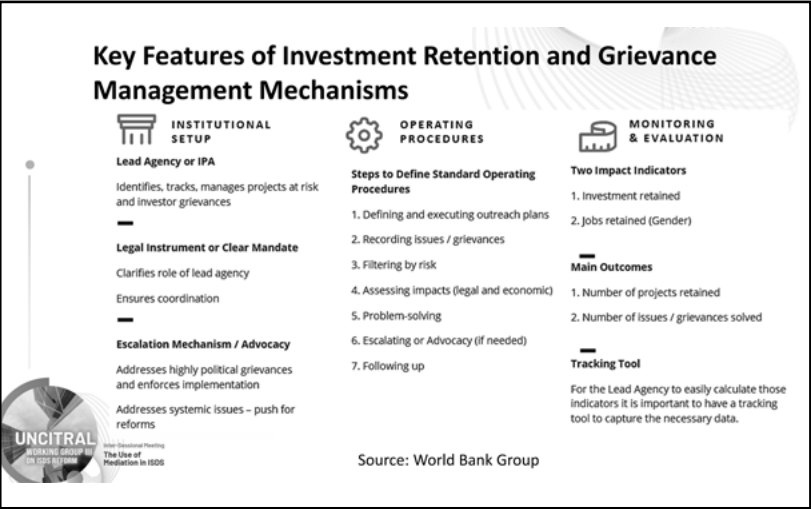 Key Features of Investment Retention and Grievance
Management Mechanisms
INSTITUTIONAL
SETUP
Lead Agency or IPA
Identifies, tracks, manages projects at risk
and investor grievances
Legal Instrument or Clear Mandate
Clarifies role of lead agency
Ensures coordination
Escalation Mechanism / Advocacy
Addresses highly political grievances
and enforces implementation
Addresses systemic issues – push for
reforms
OPERATING
PROCEDURES
Steps to Define Standard Operating
Procedures
1. Defining and executing outreach plans
2. Recording issues / grievances
3. Filtering by risk
4. Assessing impacts (legal and economic)
5. Problem-solving
6. Escalating or Advocacy (if needed)
7. Following up
MONITORING
& EVALUATION
Two Impact Indicators
1. Investment retained
2. Jobs retained (Gender)
Main Outcomes
1. Number of projects retained
2. Number of issues / grievances solved
Tracking Tool
For the Lead Agency to easily calculate those
indicators it is important to have a tracking
tool to capture the necessary data.
UNCITRAL
WORKING GROUP III
ON ISDS REFORM
Inter-Sessional Meeting
The Use of
Mediation in ISDS
Source: World Bank Group